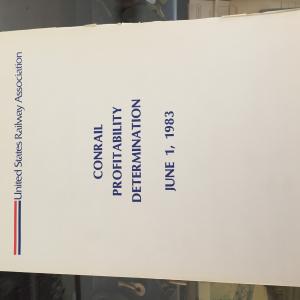 United States Railway Association
CONRAIL
PROFITABILITY
DETERMINATION
JUNE 1, 1983